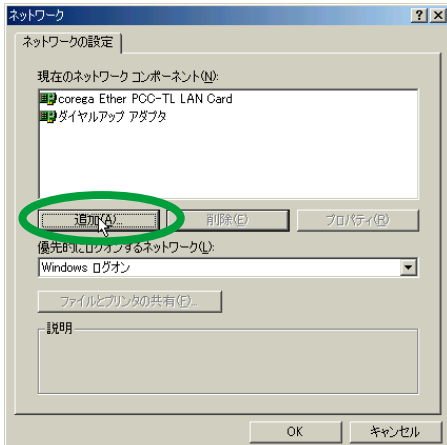 ネットワーク
ネットワークの設定
現在のネットワーク コンポーネント(N):
corega Ether PCC-TL LAN Card
ダイヤルアップ アダプタ
追加(A)...
削除(E)
プロパティ(R)
優先的にログオンするネットワーク(L):
Windows ログオン
ファイルとプリンタの共有(F)...
説明
OK
キャンセル